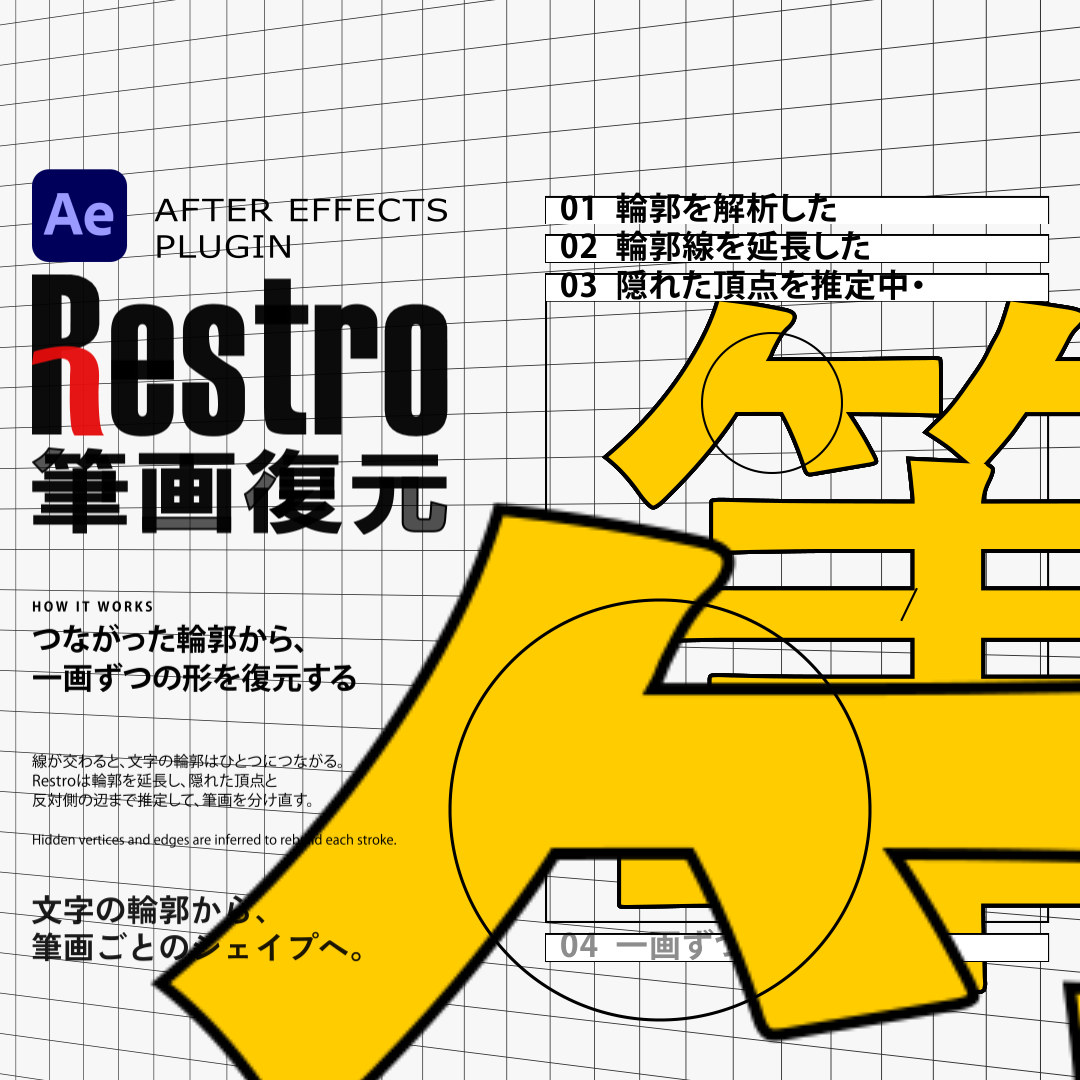 Ae
AFTER EFFECTS
PLUGIN
Restro
筆画復元
HOW IT WORKS
つながった輪郭から、
一画ずつの形を復元する
線が交わると、文字の輪郭はひとつにつながる。
Restroは輪郭を延長し、隠れた頂点と
反対側の辺まで推定して、筆画を分け直す。
Hidden vertices and edges are inferred to rebuild each stroke.
文字の輪郭から、
筆画ごとのシェイプへ。
01 輪郭を解析した
02 輪郭線を延長した
03 隠れた頂点を推定中・
04 一画ずつ